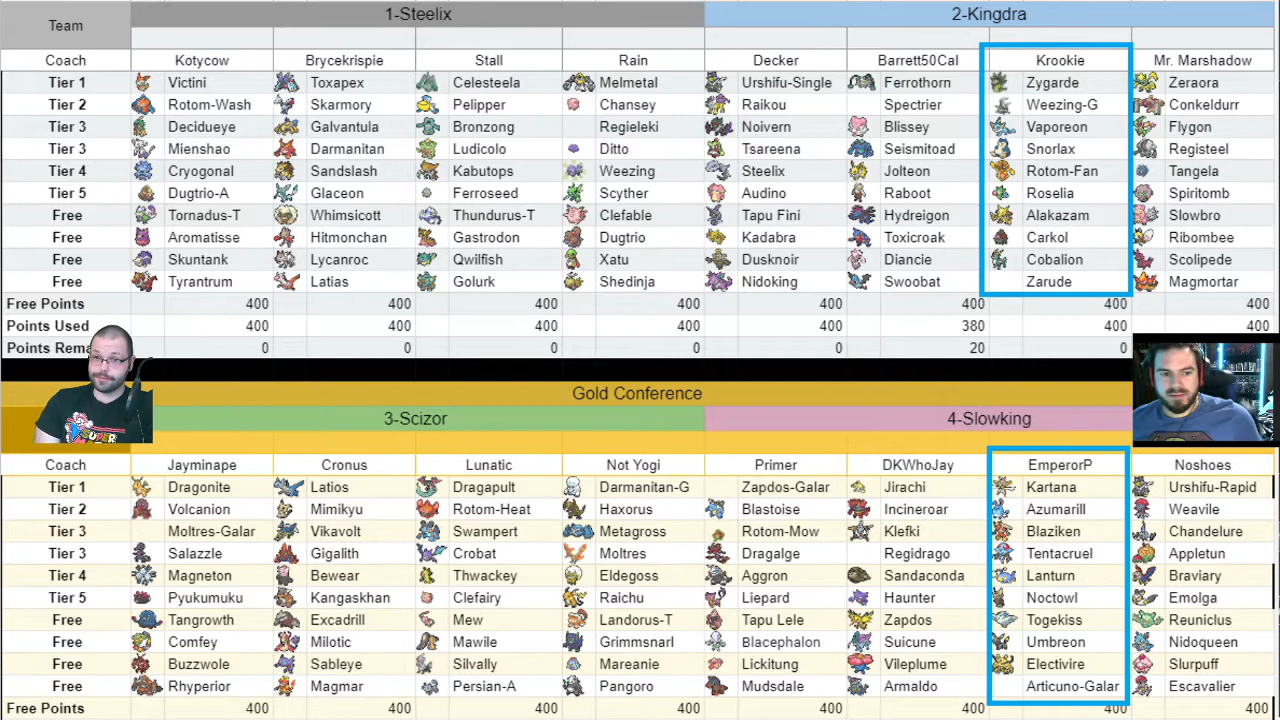 Team 1-Steelix 2-Kingdra
Coach Kotycow Brycekrispie Stall Rain Decker Barrett50Cal Krookie Mr. Marshadow
Tier 1 Victini Toxapex Celesteela Melmetal Urshifu-Single Ferrothorn Zygarde Zeraora
Tier 2 Rotom-Wash Skarmory Pelipper Chansey Raikou Spectrier Weezing-G Conkeldurr
Tier 3 Decidueye Galvantula Bronzong Regieleki Noivern Blissey Vaporeon Flygon
Tier 3 Mienshao Darmanitan Ludicolo Ditto Tsareena Seismitoad Snorlax Registeel
Tier 4 Cryogonal Sandslash Kabutops Weezing Steelix Jolteon Rotom-Fan Tangela
Tier 5 Dugtrio-A Glaceon Ferroseed Scyther Audino Raboot Roselia Spiritomb
Free Tornadus-T Whimsicott Thundurus-T Clefable Tapu Fini Hydreigon Alakazam Slowbro
Free Aromatisse Hitmonchan Gastrodon Dugtrio Kadabra Toxicroak Carkol Ribombee
Free Skuntank Lycanroc Qwilfish Xatu Dusknoir Diancie Cobalion Scolipede
Free Tyrantrum Latias Golurk Shedinja Nidoking Swoobat Zarude Magmortar
Free Points 400 400 400 400 400 400 400 400
Points Used 400 400 400 400 400 380 400 400
Points Rema 0 0 0 0 0 20 0
Gold Conference
3-Scizor 4-Slowking
Coach Jayminape Cronus Lunatic Not Yogi Primer DKWhoJay EmperorP Noshoes
Tier 1 Dragonite Latios Dragapult Darmanitan-G Zapdos-Galar Jirachi Kartana Urshifu-Rapid
Tier 2 Volcanion Mimikyu Rotom-Heat Haxorus Blastoise Incineroar Azumarill Weavile
Tier 3 Moltres-Galar Vikavolt Swampert Metagross Rotom-Mow Klefki Blaziken Chandelure
Tier 3 Salazzle Gigalith Crobat Moltres Dragalge Regidrago Tentacruel Appletun
Tier 4 Magneton Bewear Thwackey Eldegoss Aggron Sandaconda Lanturn Braviary
Tier 5 Pyukumuku Kangaskhan Clefairy Raichu Liepard Haunter Noctowl Emolga
Free Tangrowth Excadrill Mew Landorus-T Tapu Lele Zapdos Togekiss Reuniclus
Free Comfey Milotic Mawile Grimmsnarl Blacephalon Suicune Umbreon Nidoqueen
Free Buzzwole Sableye Silvally Mareanie Lickitung Vileplume Electivire Slurpuff
Free Rhyperior Magmar Persian-A Pangoro Mudsdale Armaldo Articuno-Galar Escavalier
Free Points 400 400 400 400 400 400 400 400